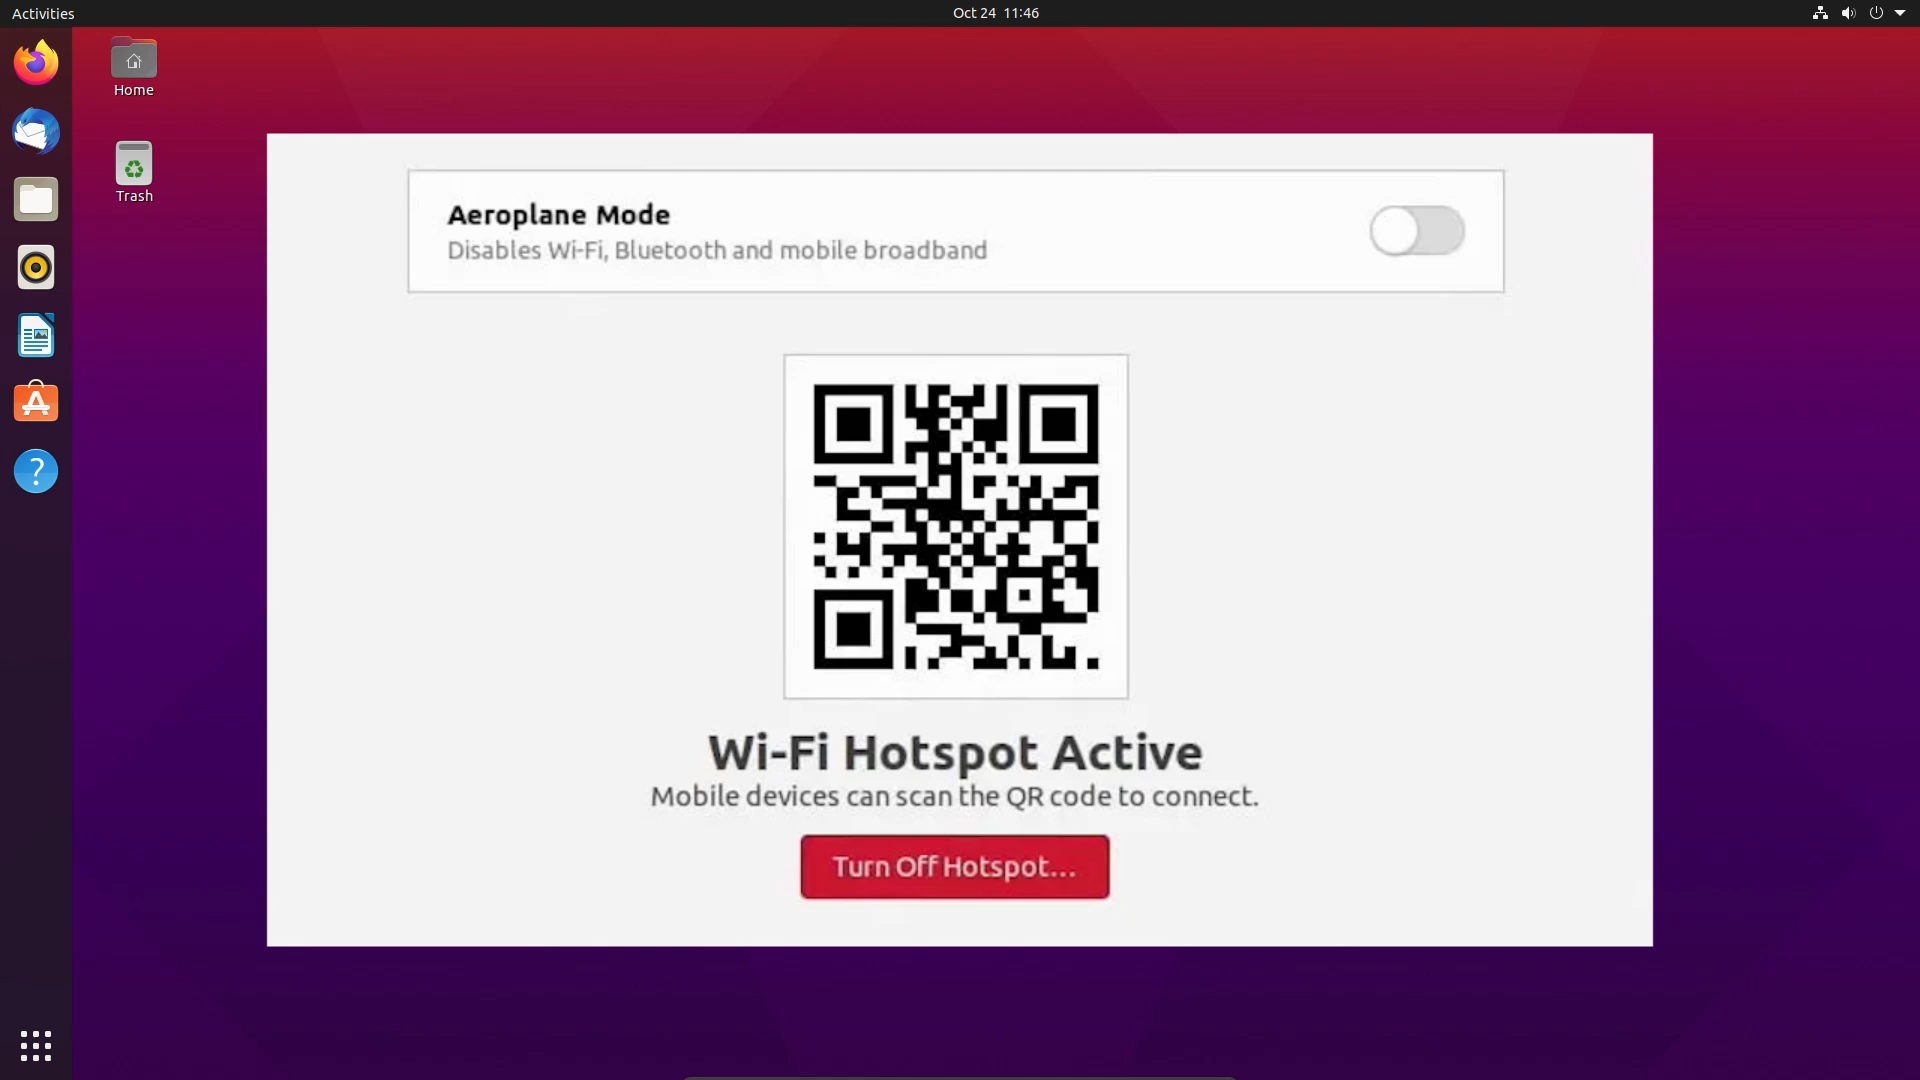 Activities
Oct 24 11:46
Home
Trash
Aeroplane Mode
Disables Wi-Fi, Bluetooth and mobile broadband
Wi-Fi Hotspot Active
Mobile devices can scan the QR code to connect.
Turn Off Hotspot...